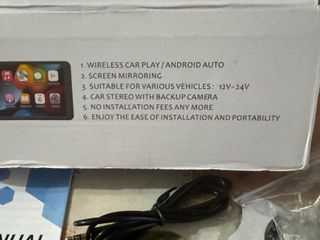 1. WIRELESS CAR PLAY / ANDROID AUTO
2. SCREEN MIRRORING
3. SUITABLE FOR VARIOUS VEHICLES: 12V~24V
4. CAR STEREO WITH BACKUP CAMERA
5. NO INSTALLATION FEES ANY MORE
6. ENJOY THE EASE OF INSTALLATION AND PORTABILITY